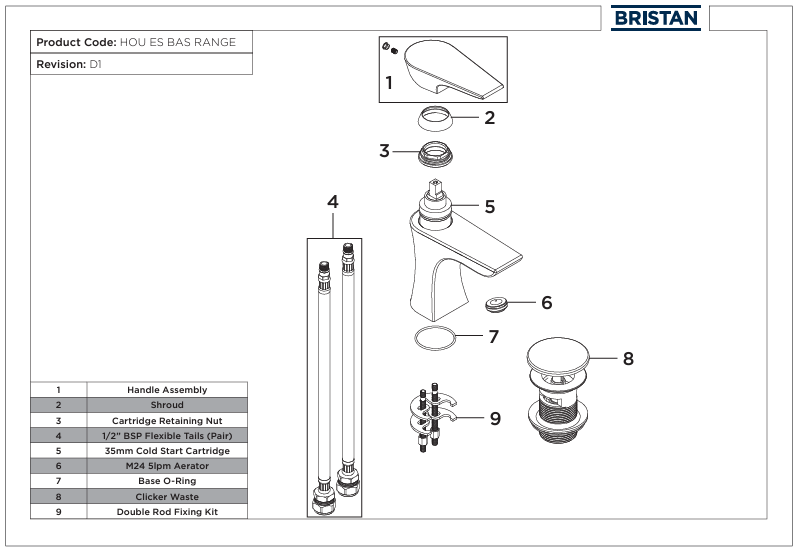 BRISTAN
Product Code: HOU ES BAS RANGE
Revision: D1
1
2
3
4
5
6
7
8
9
1 Handle Assembly
2 Shroud
3 Cartridge Retaining Nut
4 1/2" BSP Flexible Tails (Pair)
5 35mm Cold Start Cartridge
6 M24 5lpm Aerator
7 Base O-Ring
8 Clicker Waste
9 Double Rod Fixing Kit